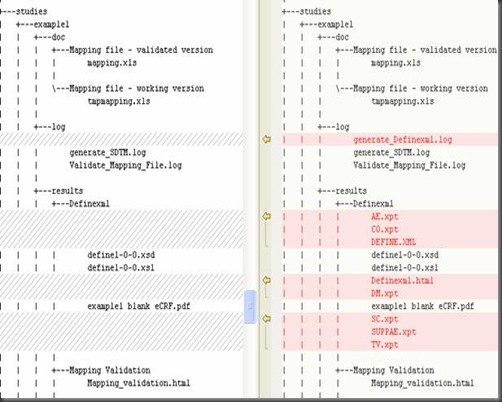 +---studies
+---example1
+---doc
+---Mapping file - validated version
mapping.xls
\---Mapping file - working version
tmpmapping.xls
+---log
generate_SDTM.log
Validate_Mapping_File.log
+---results
+---Definexml
define1-0-0.xsd
define1-0-0.xsl
example1 blank eCRF.pdf
+---Mapping Validation
Mapping_validation.html
+---studies
+---example1
+---doc
+---Mapping file - validated version
mapping.xls
\---Mapping file - working version
tmpmapping.xls
+---log
generate_Definexml.log
generate_SDTM.log
Validate_Mapping_File.log
+---results
+---Definexml
AE.xpt
CO.xpt
DEFINE.XML
define1-0-0.xsd
define1-0-0.xsl
Definexml.html
DM.xpt
example1 blank eCRF.pdf
SC.xpt
SUPPAE.xpt
TV.xpt
+---Mapping Validation
Mapping_validation.html